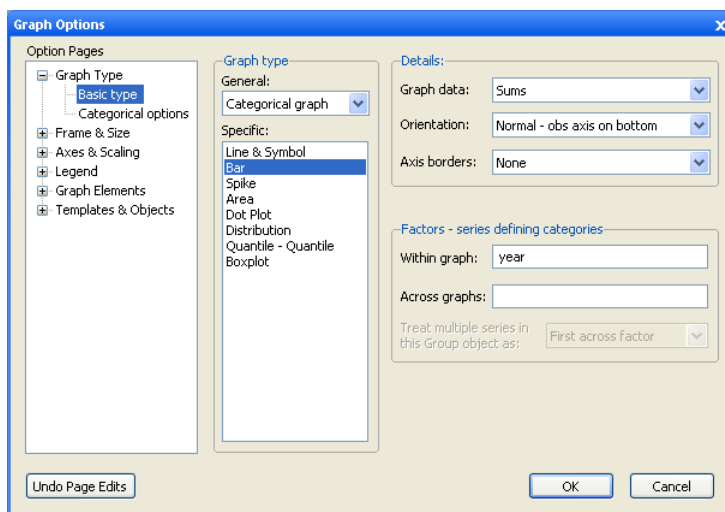 Graph Options
X
Option Pages
Graph Type
Basic type
Categorical options
Frame & Size
Axes & Scaling
Legend
Graph Elements
Templates & Objects
Graph type
General:
Categorical graph
Specific:
Line & Symbol
Bar
Spike
Area
Dot Plot
Distribution
Quantile - Quantile
Boxplot
Details:
Graph data: Sums
Orientation: Normal - obs axis on bottom
Axis borders: None
Factors - series defining categories
Within graph: year
Across graphs:
Treat multiple series in
this Group object as: First across factor
Undo Page Edits
OK
Cancel